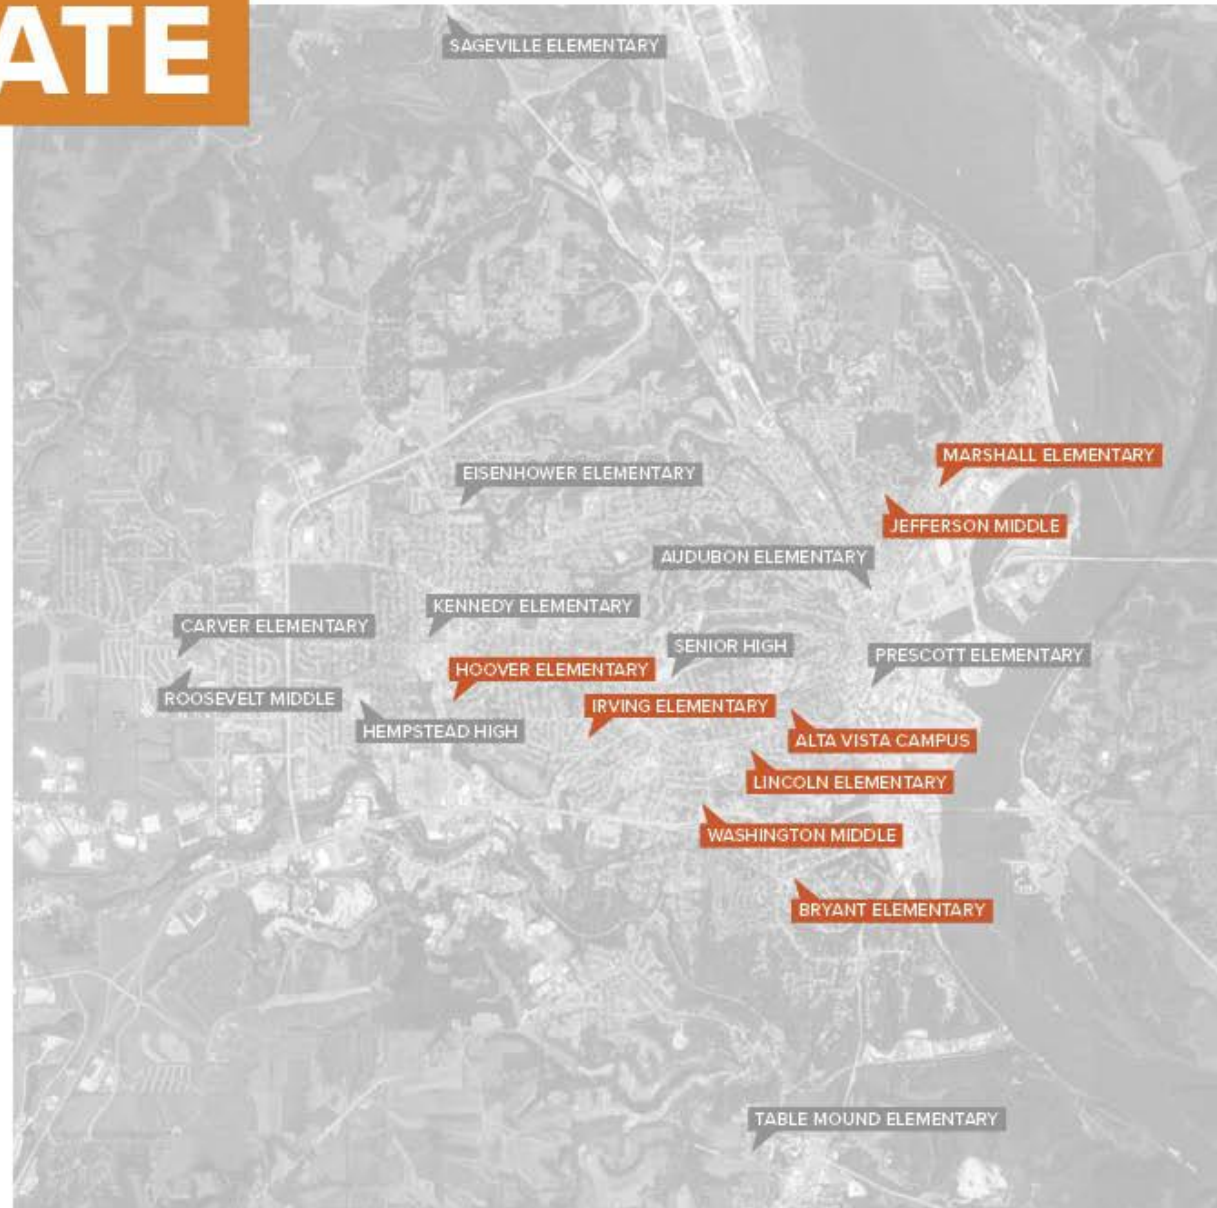 ATE
SAGEVILLE ELEMENTARY
MARSHALL ELEMENTARY
EISENHOWER ELEMENTARY
JEFFERSON MIDDLE
AUDUBON ELEMENTARY
KENNEDY ELEMENTARY
CARVER ELEMENTARY
SENIOR HIGH
PRESCOTT ELEMENTARY
HOOVER ELEMENTARY
ROOSEVELT MIDDLE
IRVING ELEMENTARY
HEMPSTEAD HIGH
ALTA VISTA CAMPUS
LINCOLN ELEMENTARY
WASHINGTON MIDDLE
BRYANT ELEMENTARY
TABLE MOUND ELEMENTARY